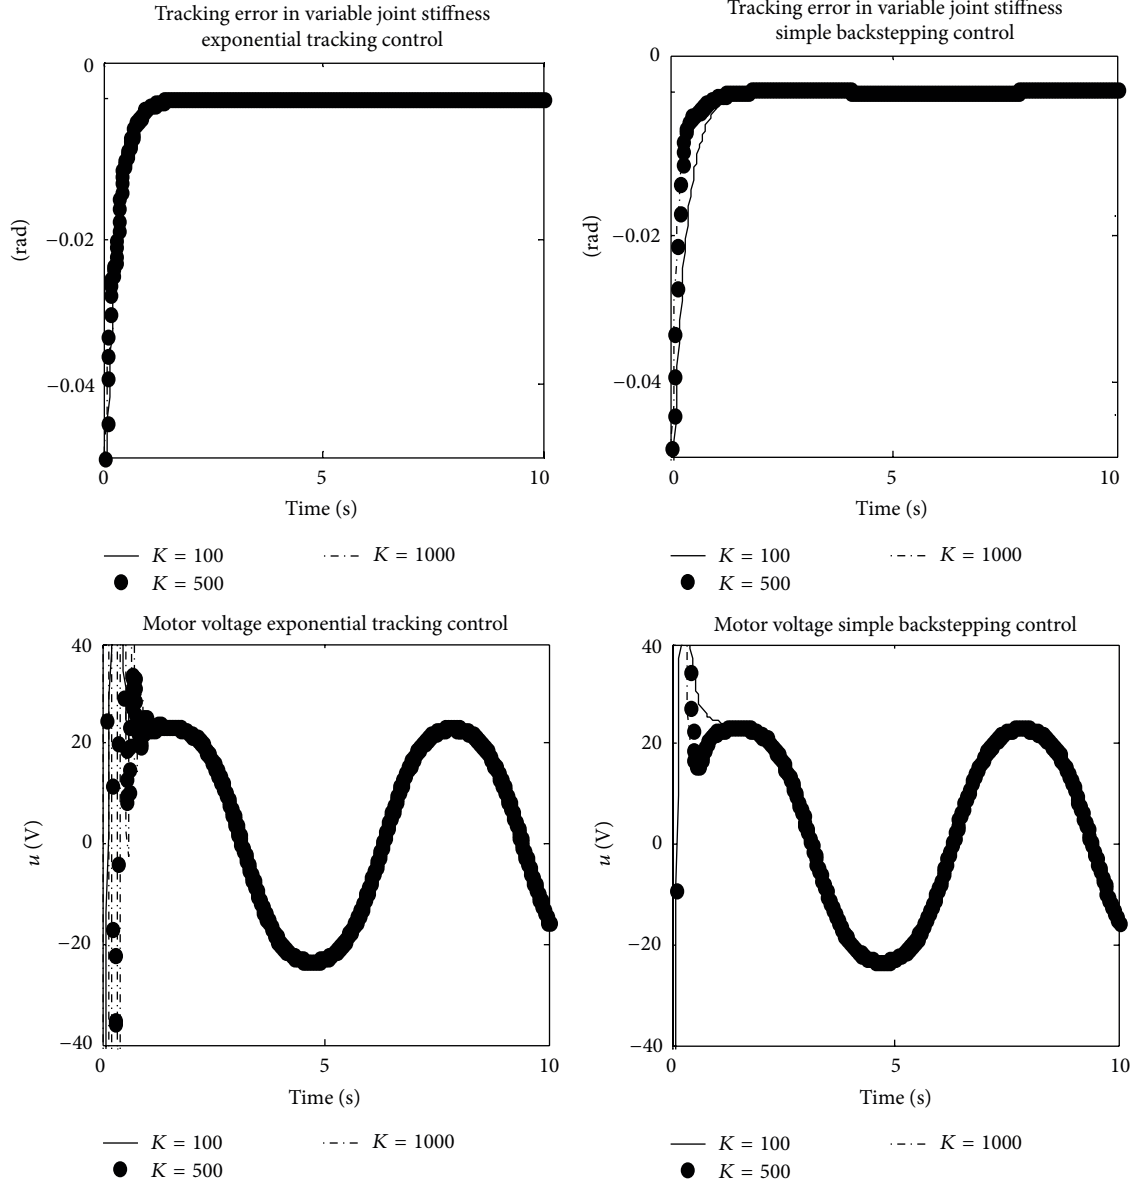 Tracking error in variable joint stiffness
exponential tracking control
0
−0.02
−0.04
(rad)
0
5
10
Time (s)
K = 100
K = 1000
K = 500
Tracking error in variable joint stiffness
simple backstepping control
0
−0.02
−0.04
(rad)
0
5
10
Time (s)
K = 100
K = 1000
K = 500
Motor voltage exponential tracking control
40
20
0
−20
−40
u (V)
0
5
10
Time (s)
K = 100
K = 1000
K = 500
Motor voltage simple backstepping control
40
20
0
−20
−40
u (V)
0
5
10
Time (s)
K = 100
K = 1000
K = 500